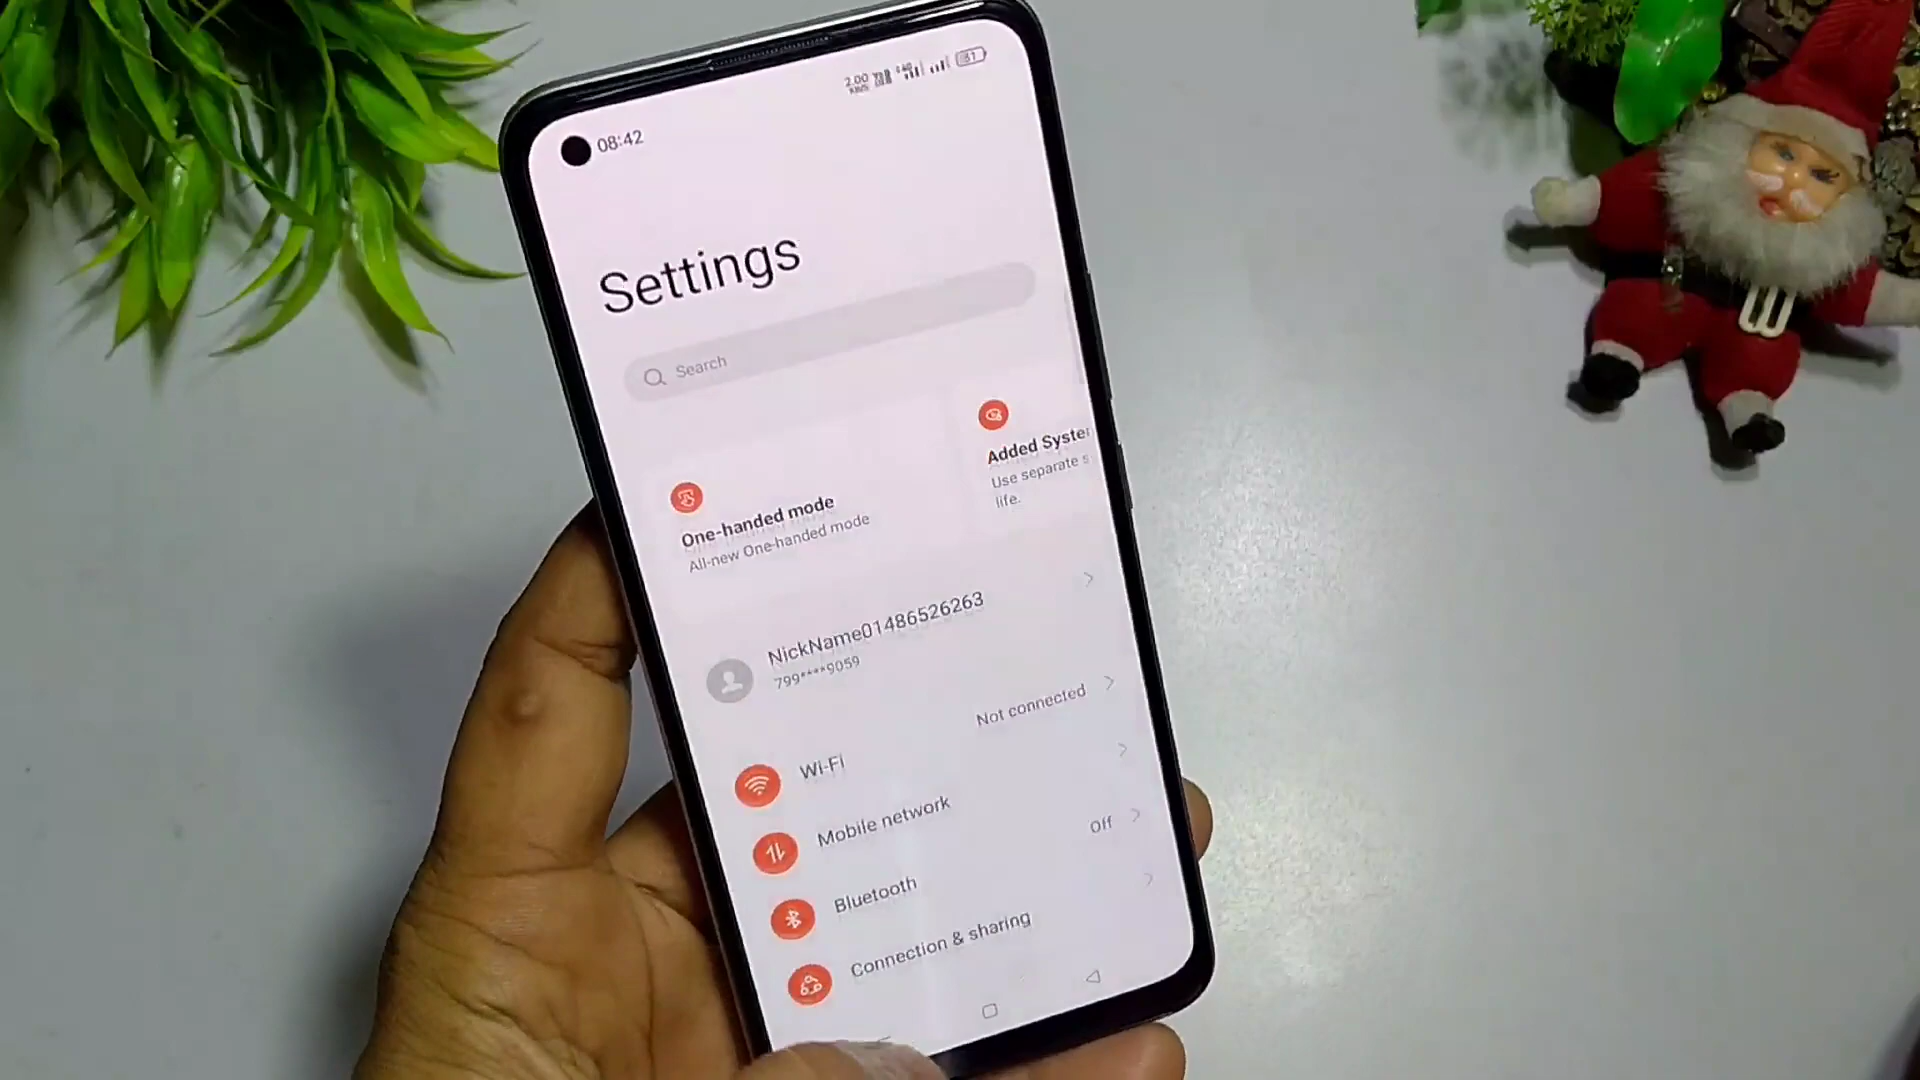 08:42
2.00
KB/S
61
Settings
Search
One-handed mode
All-new One-handed mode
Added Syste
Use separate s
life.
NickName01486526263
799****9059
Wi-Fi
Not connected
Mobile network
Bluetooth
Off
Connection & sharing